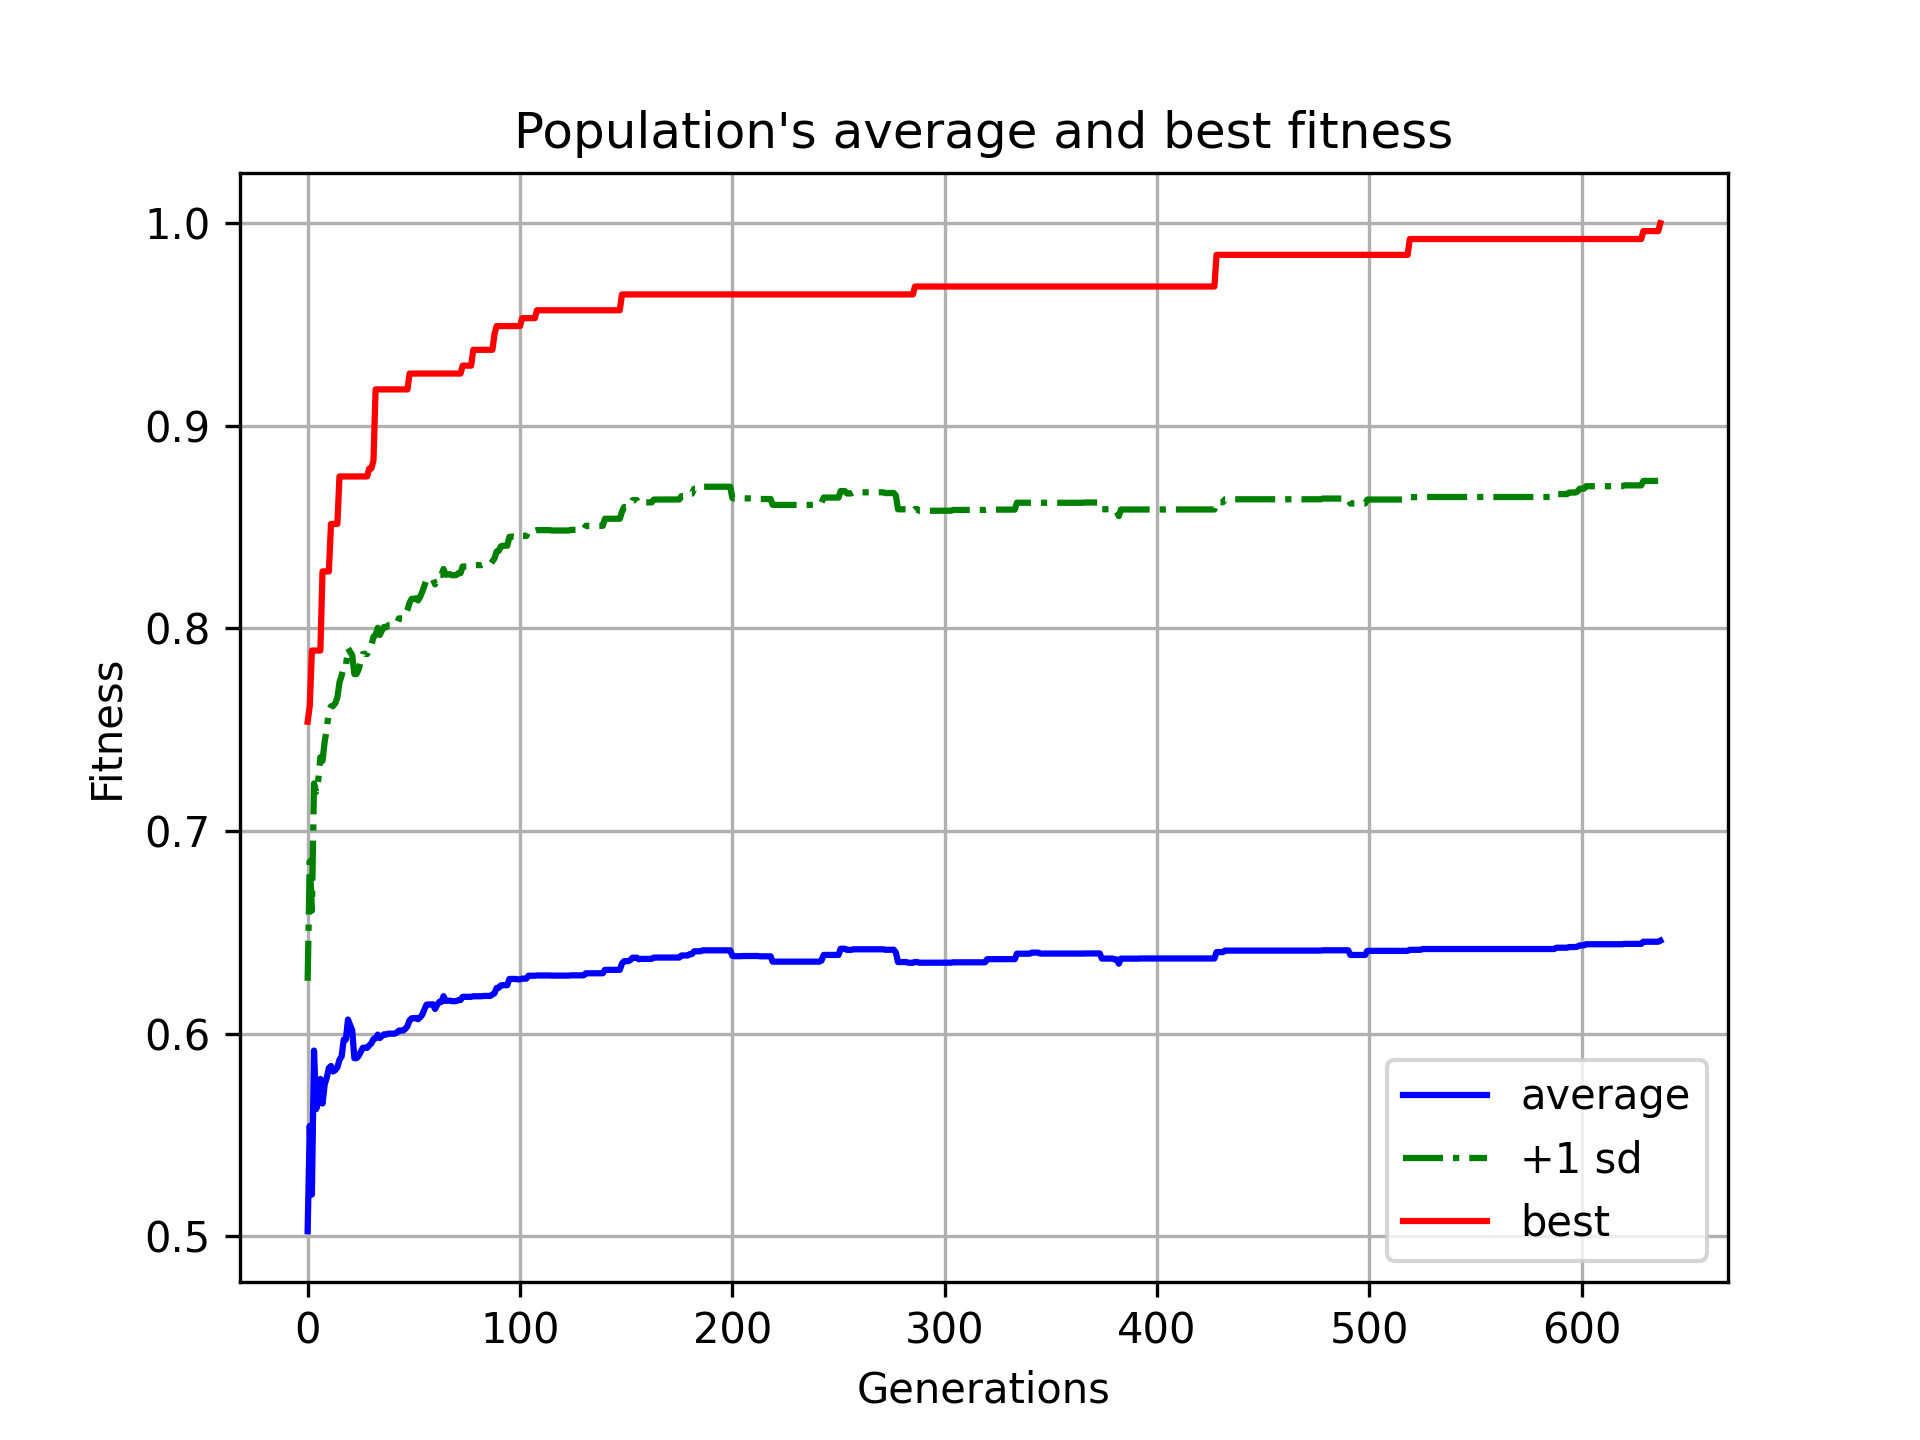 Population's average and best fitness
1.0
0.9
0.8
0.7
0.6
0.5
Fitness
0 100 200 300 400 500 600
Generations
average
+1 sd
best